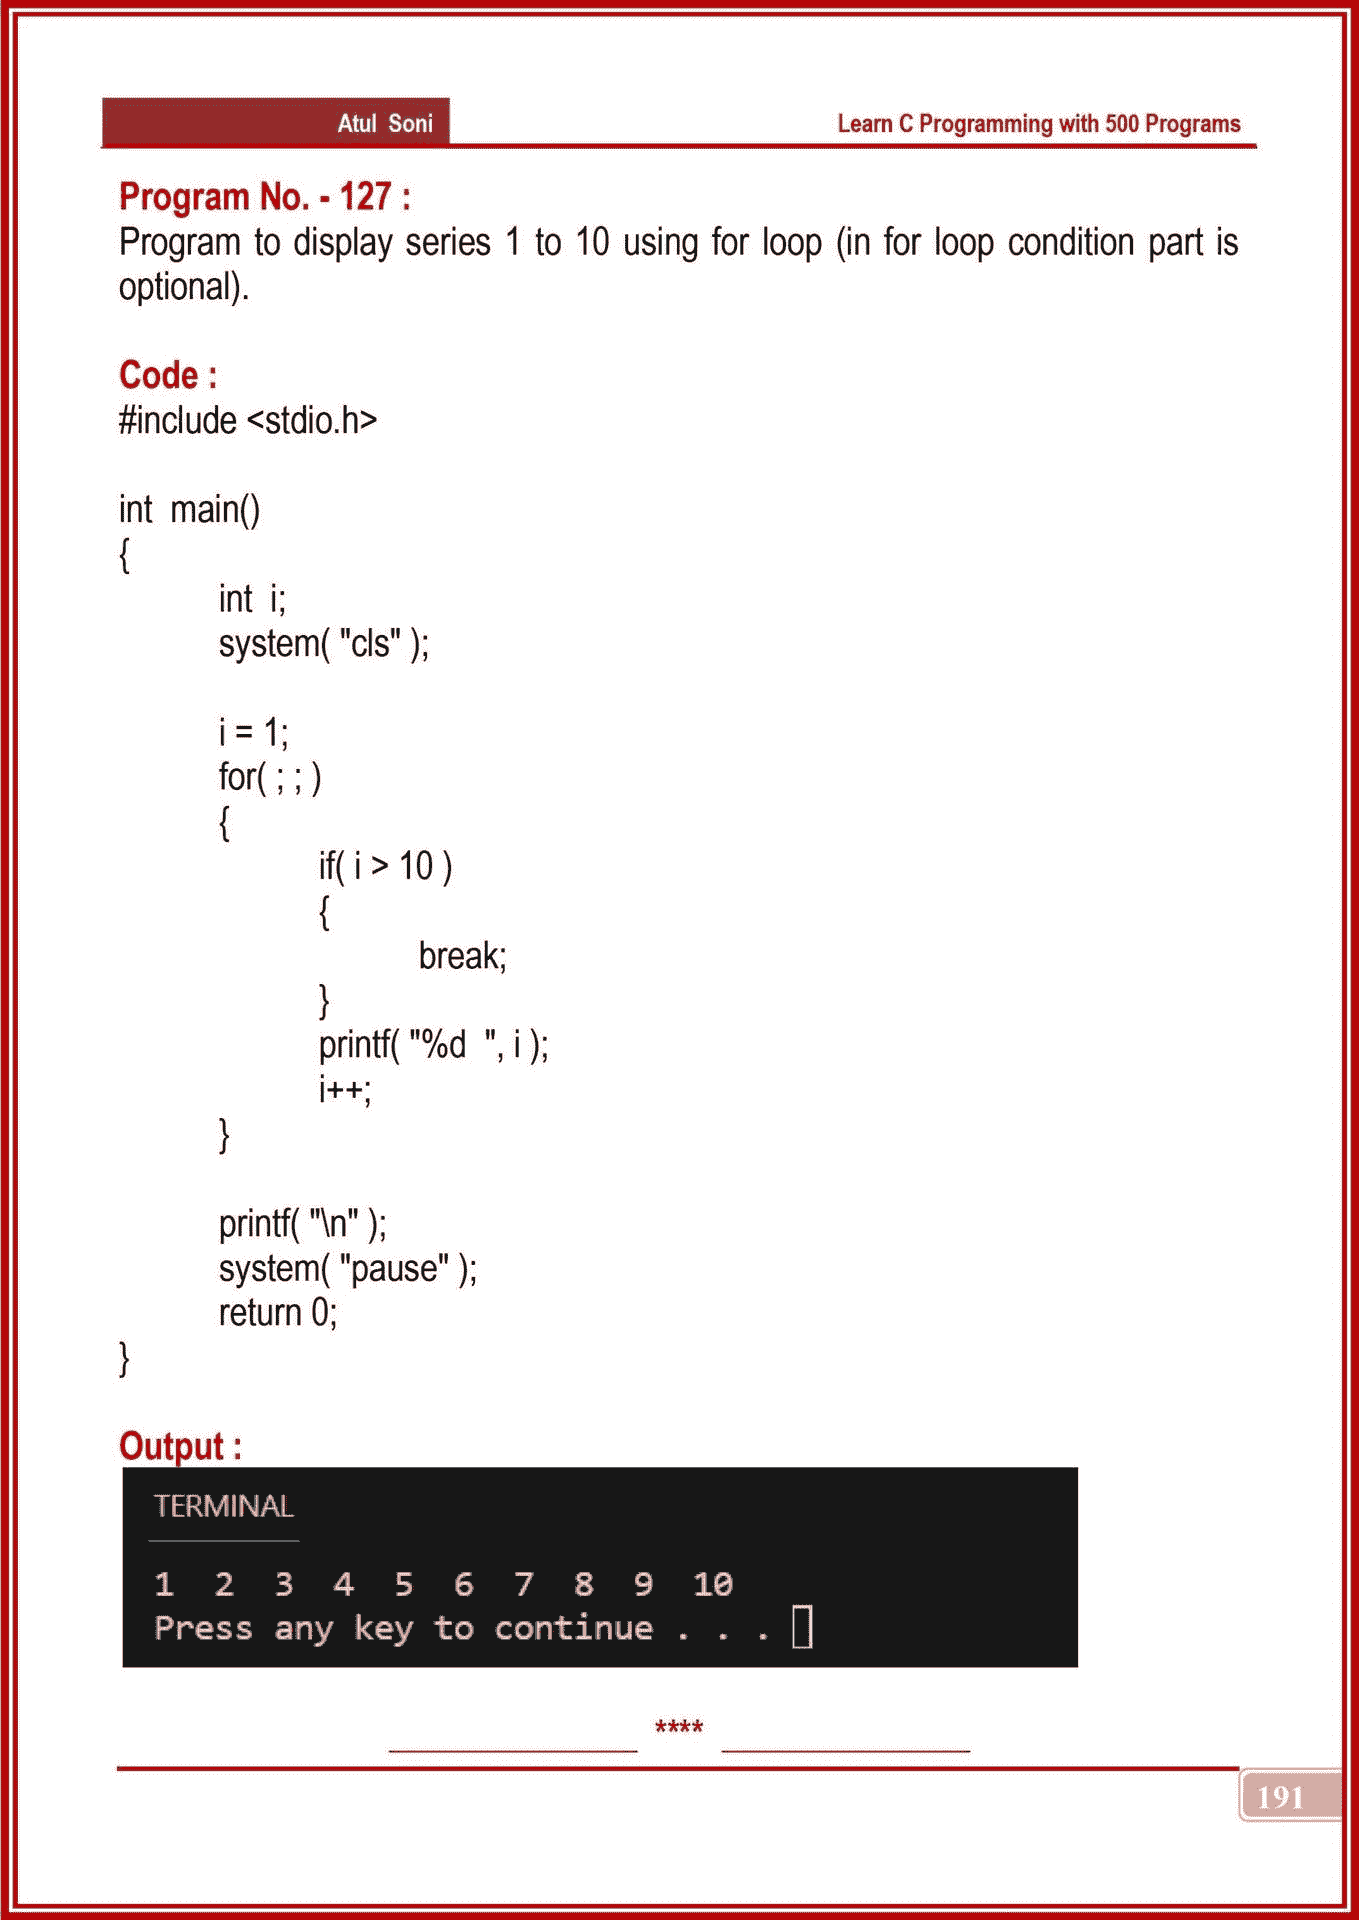 Atul  Soni
Learn C Programming with 500 Programs
Program No. - 127 :
Program to display series 1 to 10 using for loop (in for loop condition part is
optional).
Code :
#include <stdio.h>
int  main()
{
int  i;
system( "cls" );
i = 1;
for( ; ; )
{
if( i > 10 )
{
break;
}
printf( "%d  ", i );
i++;
}
printf( "\n" );
system( "pause" );
return 0;
}
Output :
TERMINAL
1  2  3  4  5  6  7  8  9  10
Press any key to continue . . .
****
191